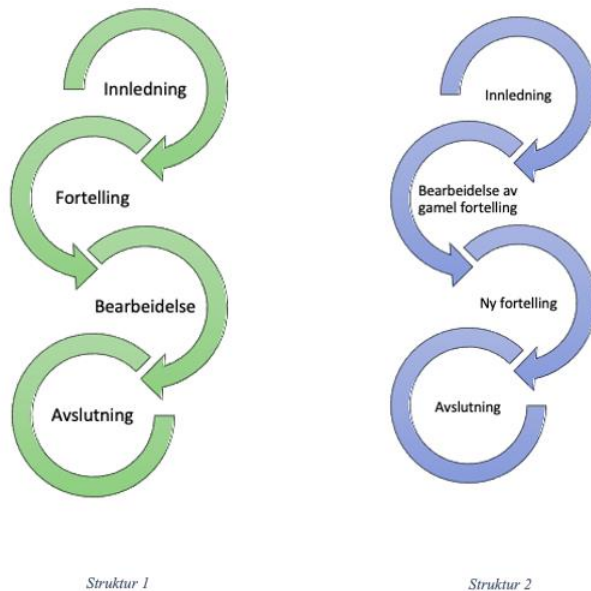 Innledning
Fortelling
Bearbeidelse
Avslutning
Struktur 1
Innledning
Bearbeidelse av
gamel fortelling
Ny fortelling
Avslutning
Struktur 2